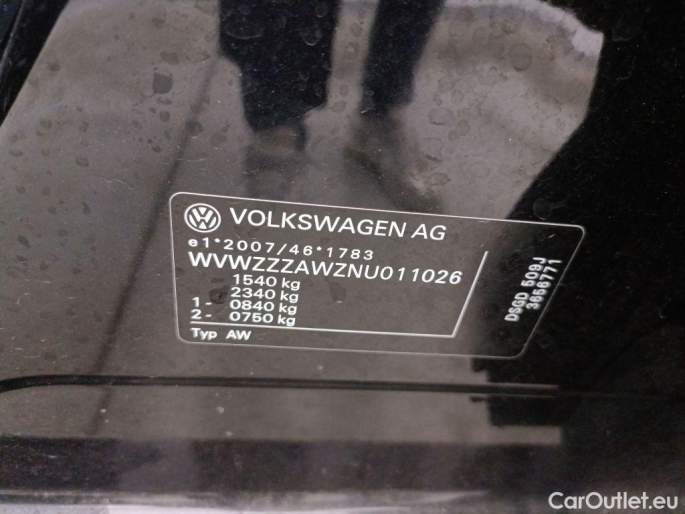 VOLKSWAGEN AG
e1*2007/46*1783
WVWZZZAWZNU011026
1540 kg
2340 kg
1- 0840 kg
2- 0750 kg
Typ AW
DSGD 509J
3656771
CarOutlet.eu